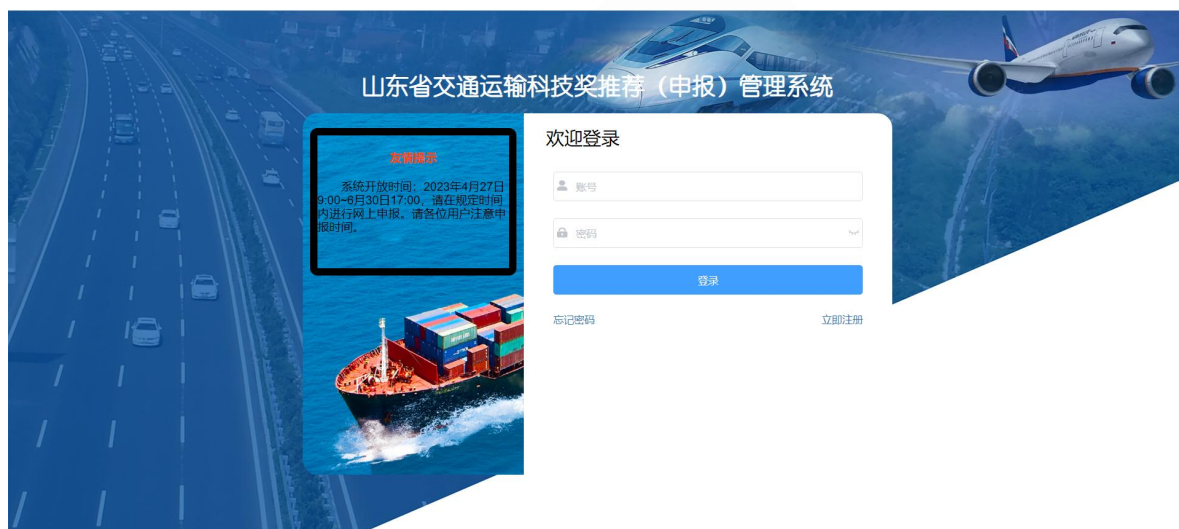 山东省交通运输科技奖推荐（申报）管理系统
友情提示
系统开放时间：2023年4月27日
9:00~6月30日17:00，请在规定时间
内进行网上申报。请各位用户注意申
报时间。
欢迎登录
账号
密码
登录
忘记密码
立即注册